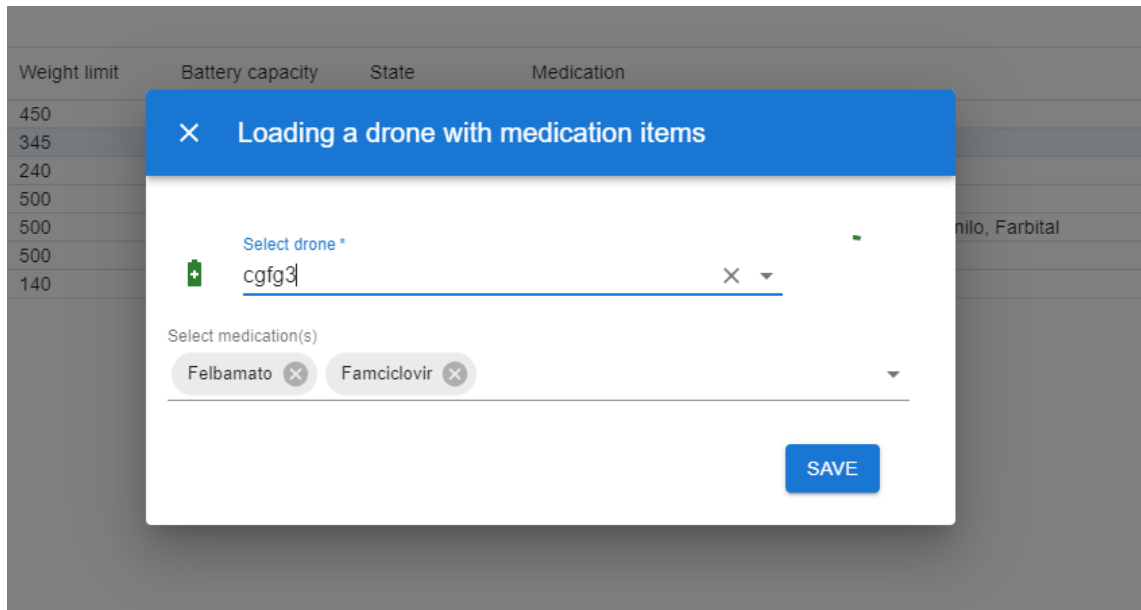 Weight limit Battery capacity State Medication
450
Loading a drone with medication items
345
240
500
500 nilo, Farbital
Select drone *
500
cgfg3
140
Select medication(s)
Felbamato Famciclovir
SAVE